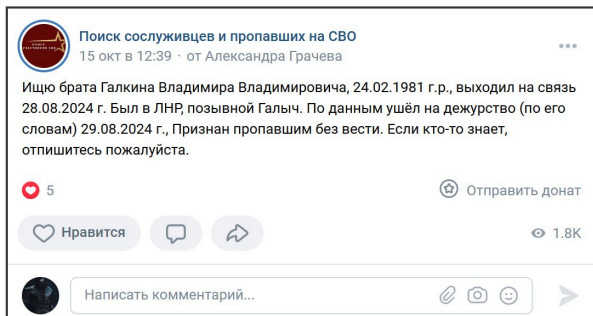 Поиск сослуживцев и пропавших на СВО
15 окт в 12:39 · от Александра Грачева
Ищю брата Галкина Владимира Владимировича, 24.02.1981 г.р., выходил на связь
28.08.2024 г. Был в ЛНР, позывной Галыч. По данным ушёл на дежурство (по его
словам) 29.08.2024 г., Признан пропавшим без вести. Если кто-то знает,
отпишитесь пожалуйста.
5
Отправить донат
Нравится
1.8K
Написать комментарий...